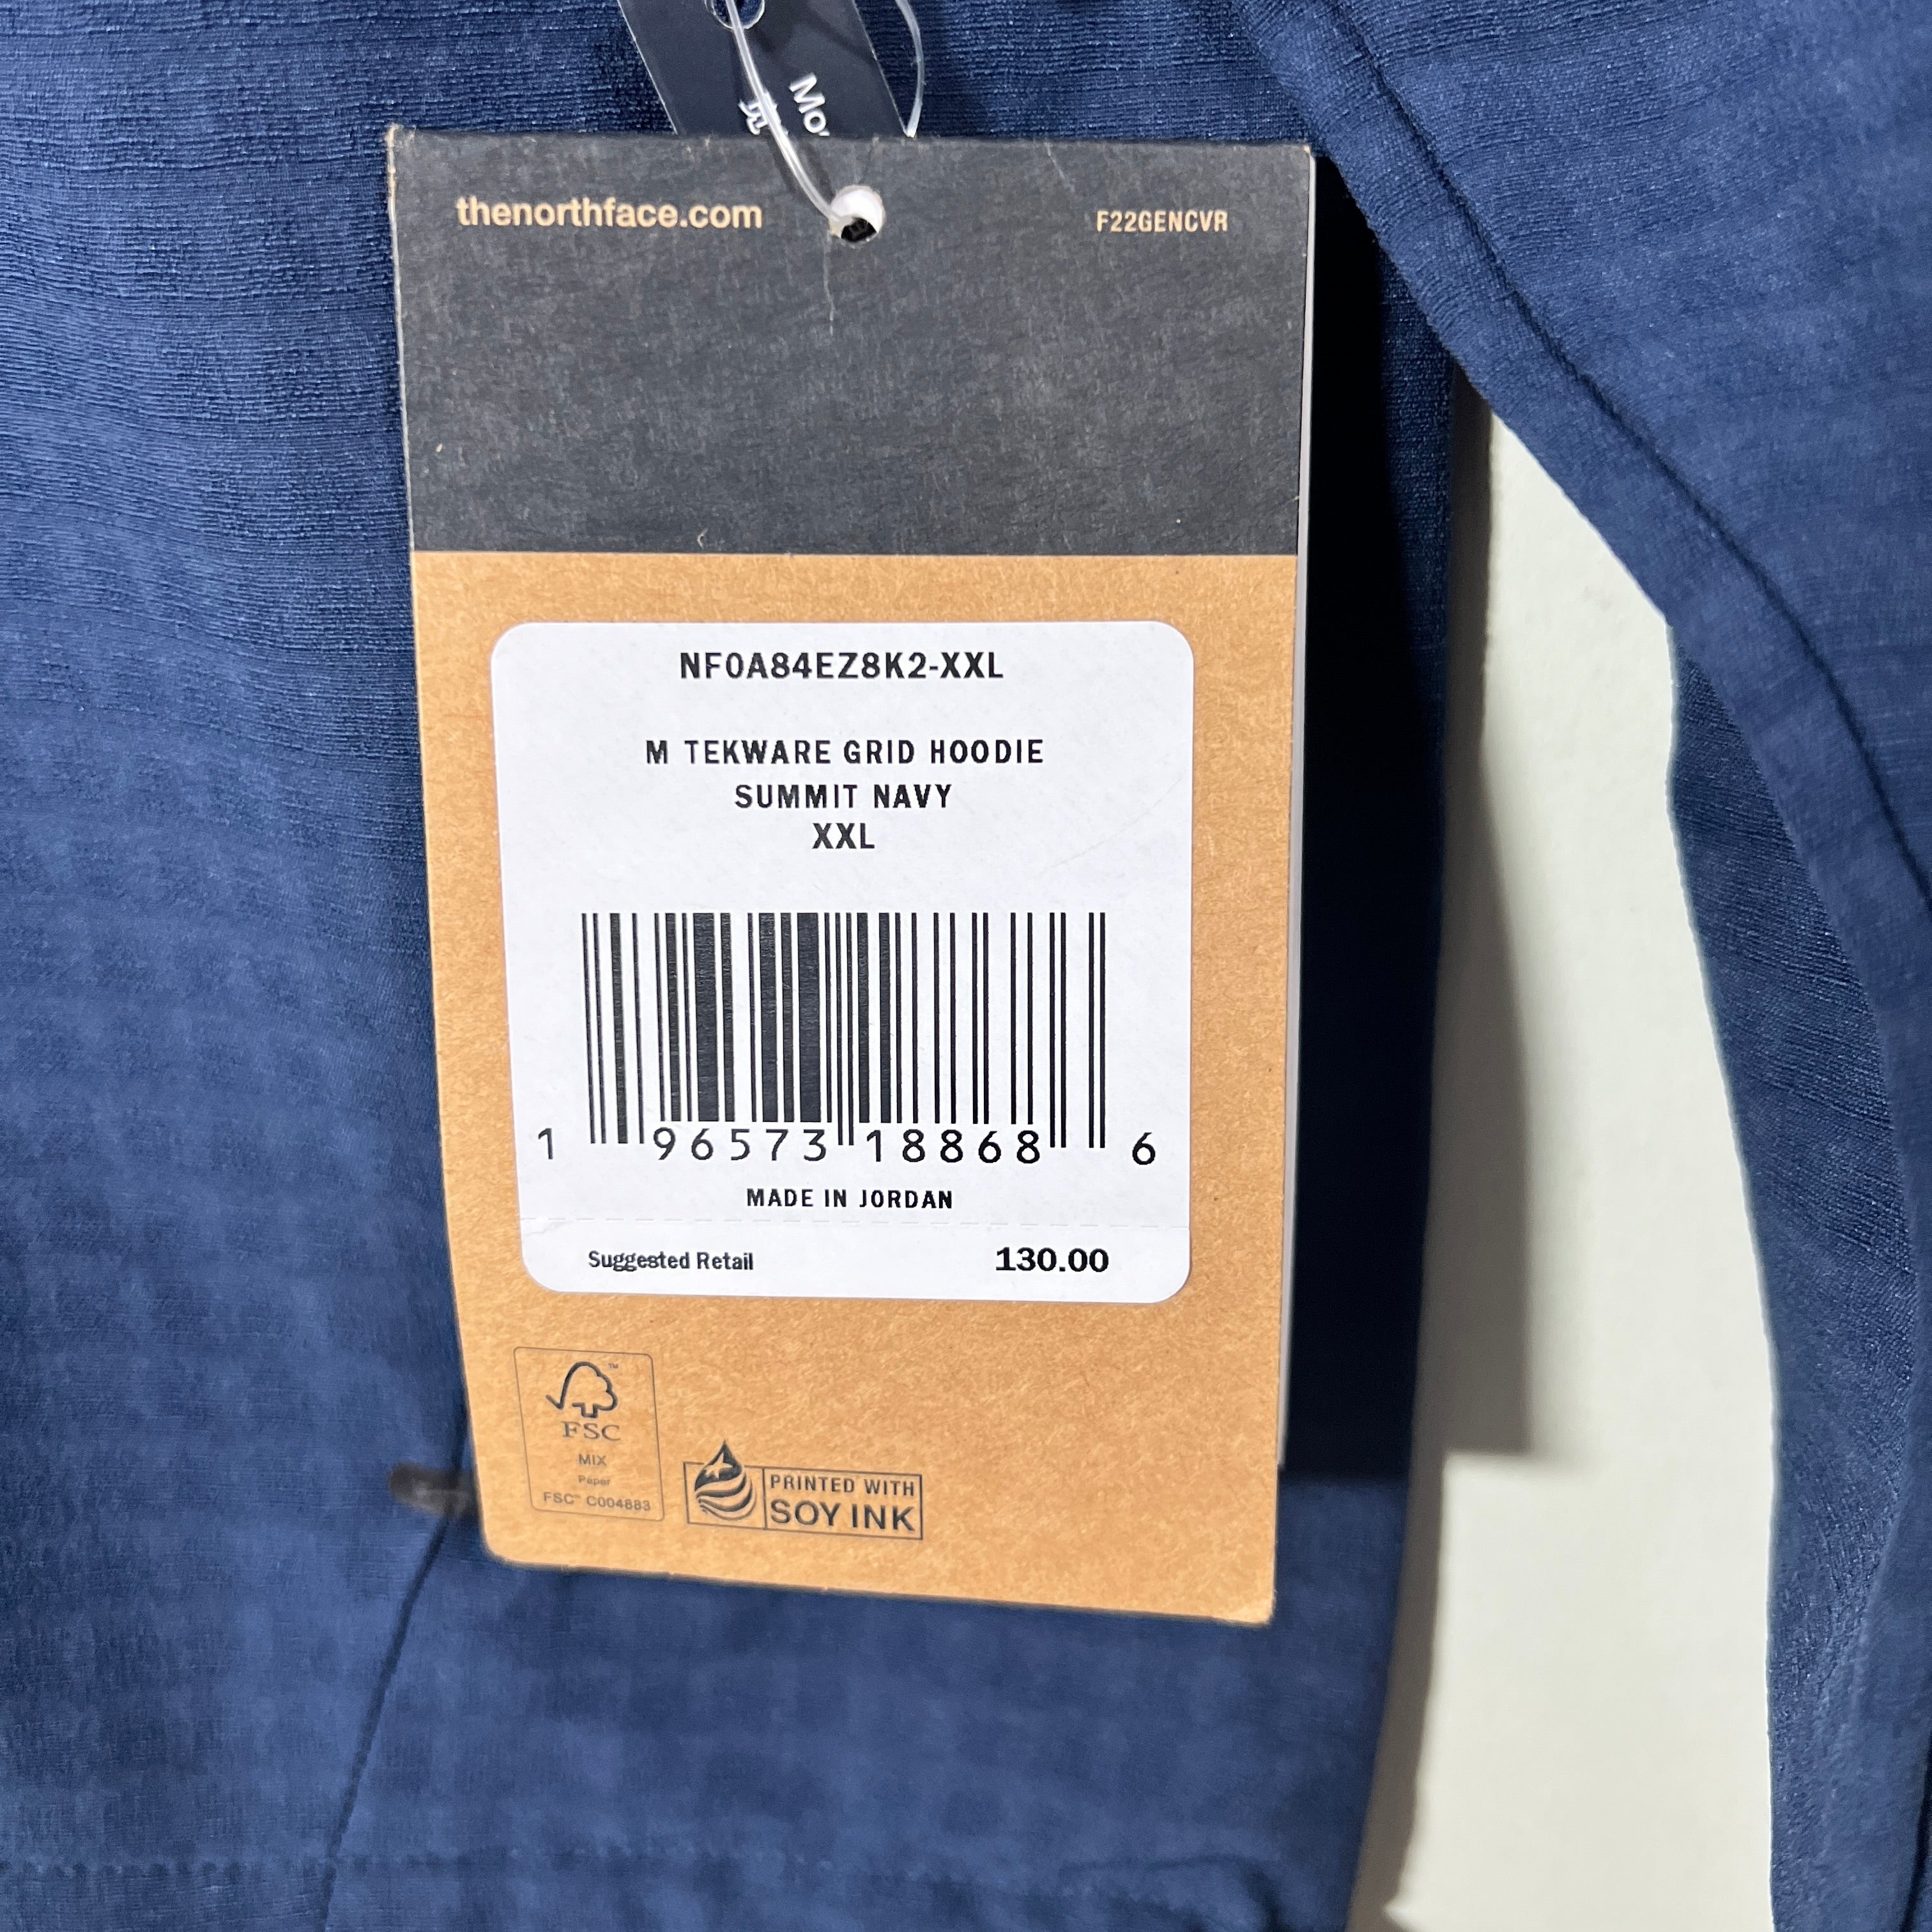 thenorthface.com
F22GENCVR
NF0A84EZ8K2-XXL
M TEKWARE GRID HOODIE
SUMMIT NAVY
XXL
1 96573 18868 6
MADE IN JORDAN
Suggested Retail 130.00
FSC
MIX
Paper
FSC™ C004883
PRINTED WITH
SOY INK